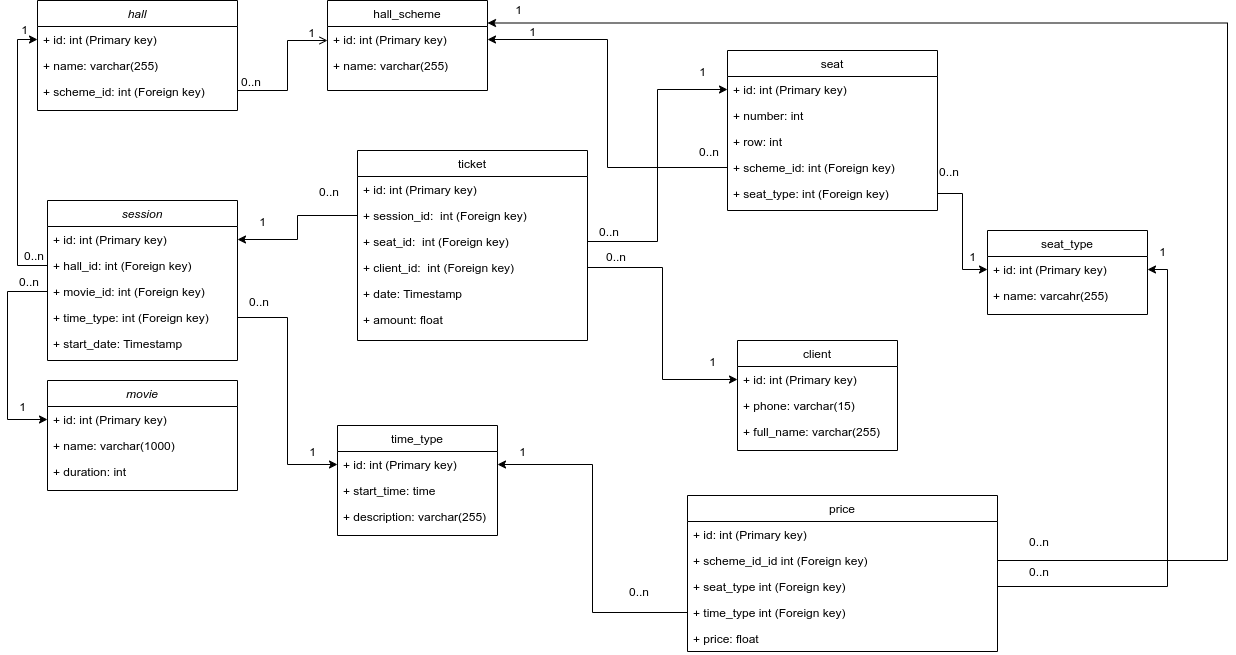 hall
+ id: int (Primary key)
+ name: varchar(255)
+ scheme_id: int (Foreign key)
1
0..n
1
hall_scheme
+ id: int (Primary key)
+ name: varchar(255)
1
1
seat
+ id: int (Primary key)
+ number: int
+ row: int
+ scheme_id: int (Foreign key)
+ seat_type: int (Foreign key)
1
0..n
0..n
ticket
+ id: int (Primary key)
+ session_id:  int (Foreign key)
+ seat_id:  int (Foreign key)
+ client_id:  int (Foreign key)
+ date: Timestamp
+ amount: float
0..n
1
0..n
0..n
session
+ id: int (Primary key)
+ hall_id: int (Foreign key)
+ movie_id: int (Foreign key)
+ time_type: int (Foreign key)
+ start_date: Timestamp
0..n
0..n
0..n
seat_type
+ id: int (Primary key)
+ name: varcahr(255)
1
1
client
+ id: int (Primary key)
+ phone: varchar(15)
+ full_name: varchar(255)
1
movie
+ id: int (Primary key)
+ name: varchar(1000)
+ duration: int
1
time_type
+ id: int (Primary key)
+ start_time: time
+ description: varchar(255)
1
1
price
+ id: int (Primary key)
+ scheme_id_id int (Foreign key)
+ seat_type int (Foreign key)
+ time_type int (Foreign key)
+ price: float
0..n
0..n
0..n